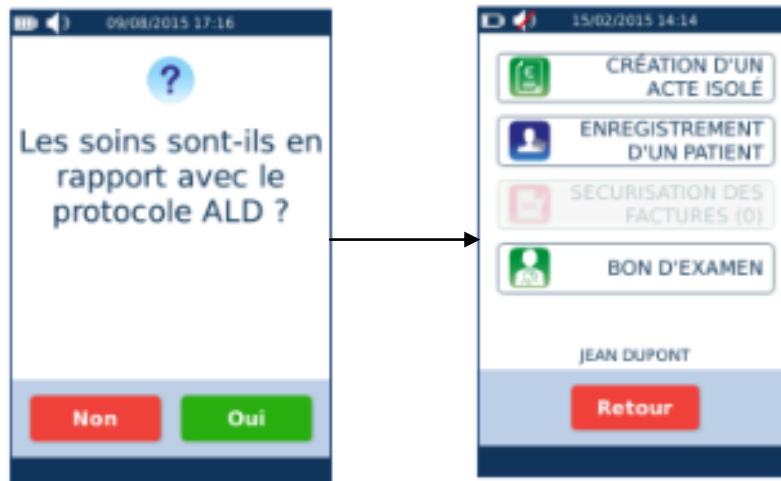 09/08/2015 17:16
?
Les soins sont-ils en
rapport avec le
protocole ALD ?
Non
Oui
15/02/2015 14:14
CRÉATION D'UN
ACTE ISOLÉ
ENREGISTREMENT
D'UN PATIENT
SECURISATION DES
FACTURES (0)
BON D'EXAMEN
JEAN DUPONT
Retour